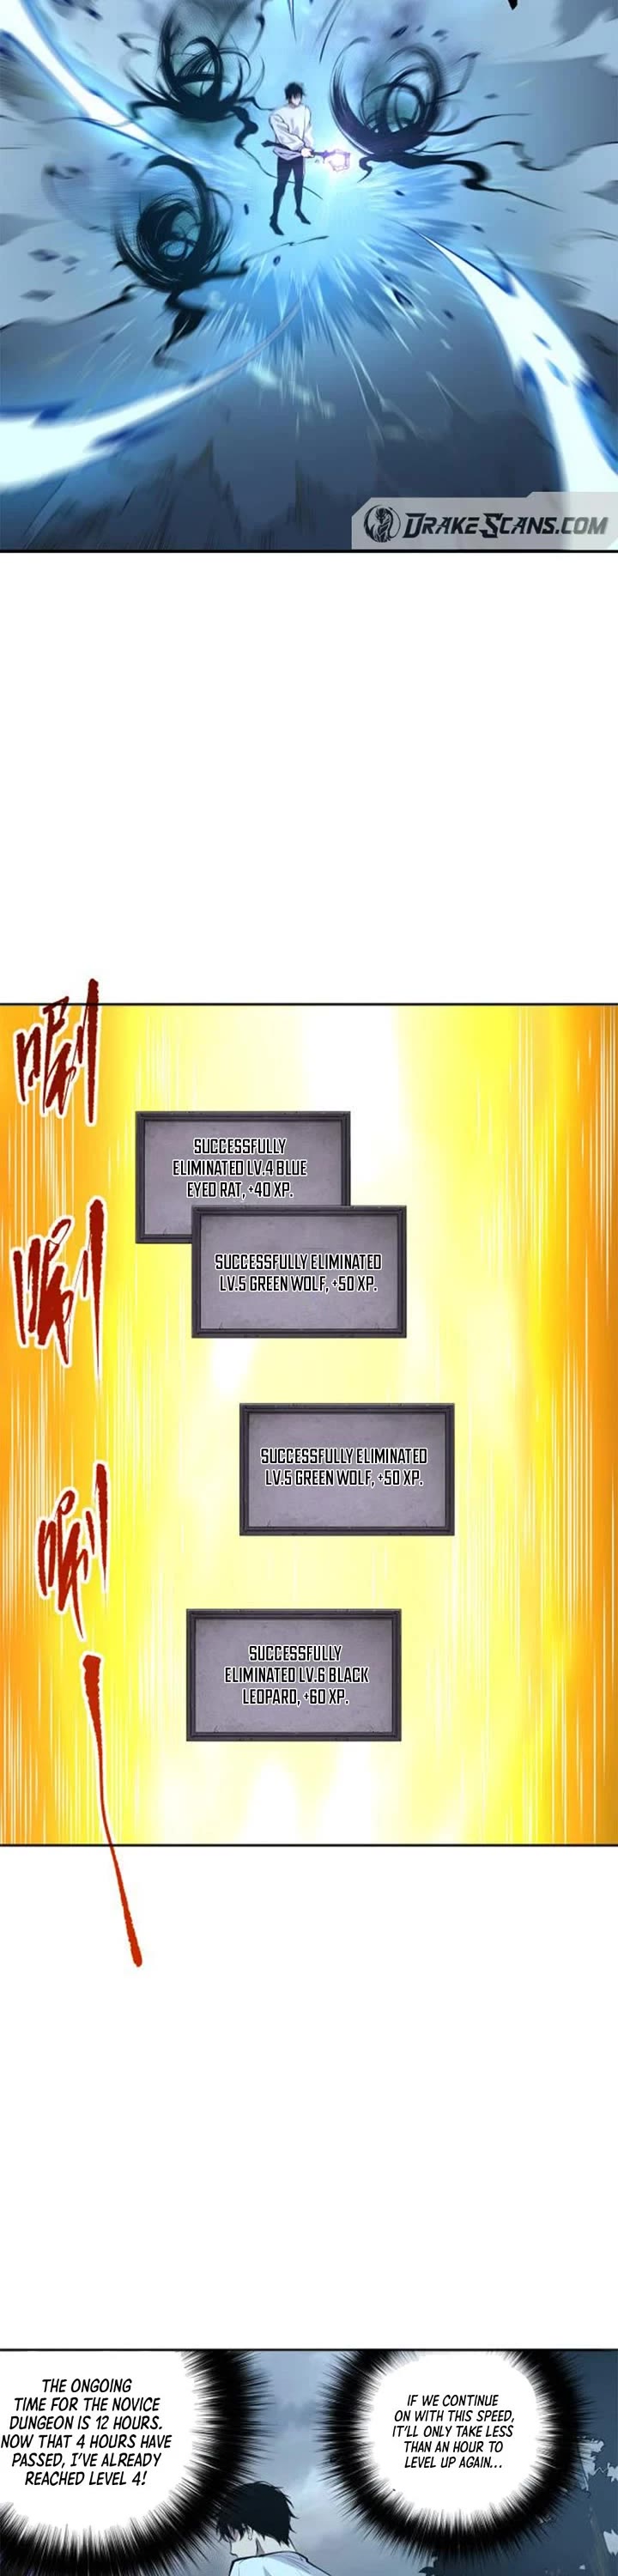 DRAKESCANS.COM
唰
SUCCESSFULLY
ELIMINATED LV.4 BLUE
EYED RAT, +40 XP.
唰
SUCCESSFULLY ELIMINATED
LV.5 GREEN WOLF, +50 XP.
唰
SUCCESSFULLY ELIMINATED
LV.5 GREEN WOLF, +50 XP.
SUCCESSFULLY
ELIMINATED LV.6 BLACK
LEOPARD, +60 XP.
THE ONGOING
TIME FOR THE NOVICE
DUNGEON IS 12 HOURS.
NOW THAT 4 HOURS HAVE
PASSED, I'VE ALREADY
REACHED LEVEL 4!
IF WE CONTINUE
ON WITH THIS SPEED,
IT'LL ONLY TAKE LESS
THAN AN HOUR TO
LEVEL UP AGAIN...